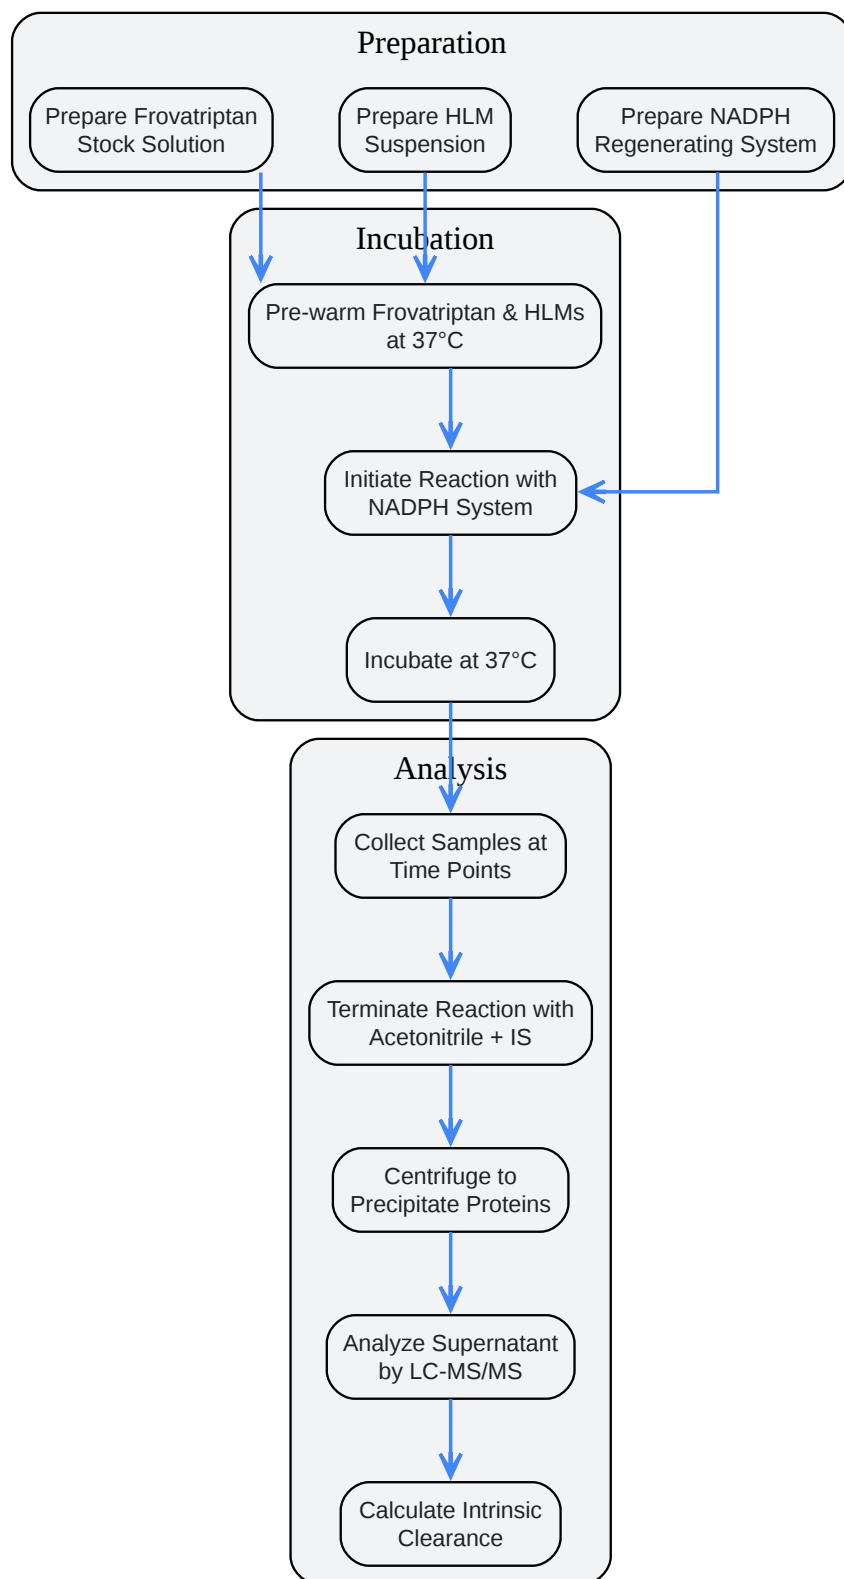 Preparation
Prepare Frovatriptan
Stock Solution
Prepare HLM
Suspension
Prepare NADPH
Regenerating System
Incubation
Pre-warm Frovatriptan & HLMs
at 37°C
Initiate Reaction with
NADPH System
Incubate at 37°C
Analysis
Collect Samples at
Time Points
Terminate Reaction with
Acetonitrile + IS
Centrifuge to
Precipitate Proteins
Analyze Supernatant
by LC-MS/MS
Calculate Intrinsic
Clearance